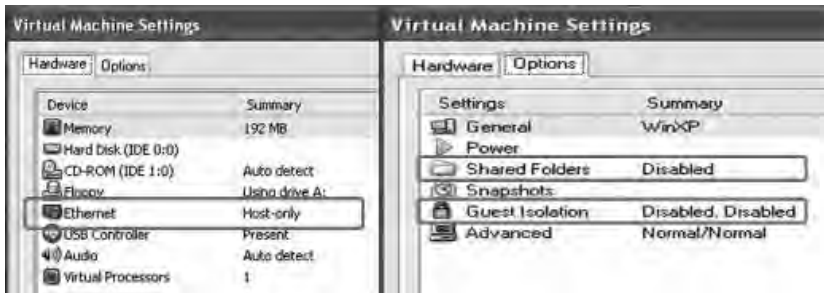 Virtual Machine Settings
Hardware Options
Device Summary
Memory 192 MB
Hard Disk (IDE 0:0)
CD-ROM (IDE 1:0) Auto detect
Floppy Using drive A:
Ethernet Host-only
USB Controller Present
Audio Auto detect
Virtual Processors 1
Virtual Machine Settings
Hardware Options
Settings Summary
General WinXP
Power
Shared Folders Disabled
Snapshots
Guest Isolation Disabled, Disabled
Advanced Normal/Normal